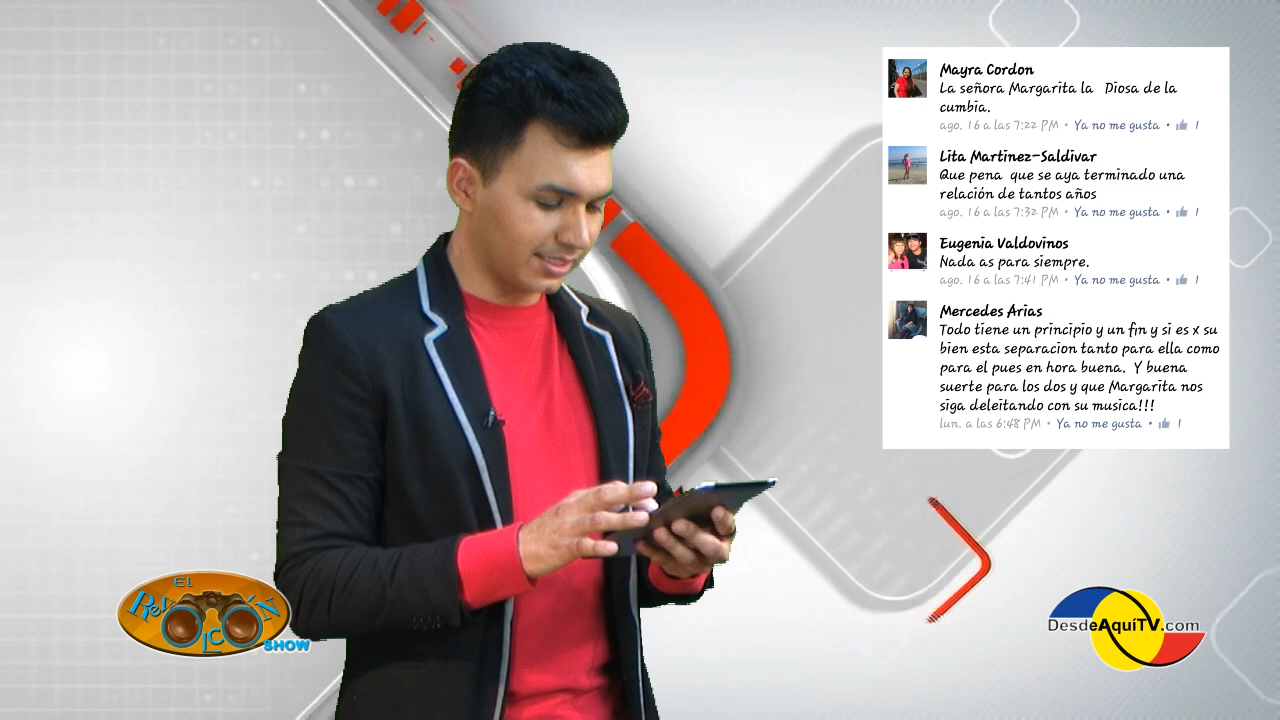 Mayra Cordon
La señora Margarita la Diosa de la
cumbia.
ago. 16 a las 7:22 PM • Ya no me gusta • 1
Lita Martinez-Saldivar
Que pena que se aya terminado una
relación de tantos años
ago. 16 a las 7:32 PM • Ya no me gusta • 1
Eugenia Valdovinos
Nada as para siempre.
ago. 16 a las 7:41 PM • Ya no me gusta • 1
Mercedes Arias
Todo tiene un principio y un fin y si es x su
bien esta separacion tanto para ella como
para el pues en hora buena. Y buena
suerte para los dos y que Margarita nos
siga deleitando con su musica!!!
lun. a las 6:48 PM • Ya no me gusta • 1
EL
SHOW
DesdeAquíTV.com